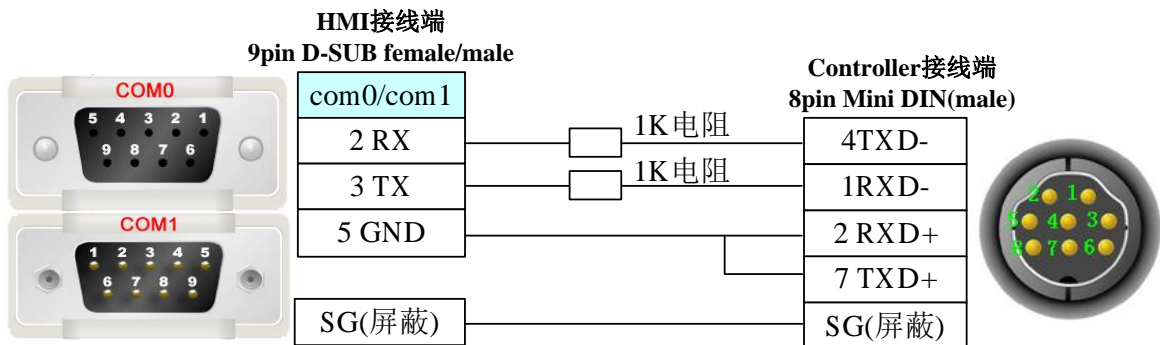 HMI接线端
9pin D-SUB female/male
Controller接线端
8pin Mini DIN(male)
COM0
5 4 3 2 1
9 8 7 6
COM1
1 2 3 4 5
6 7 8 9
com0/com1
2 RX
3 TX
5 GND
SG(屏蔽)
1K电阻
1K电阻
4TXD-
1RXD-
2 RXD+
7 TXD+
SG(屏蔽)
2 1
5 4 3
8 7 6